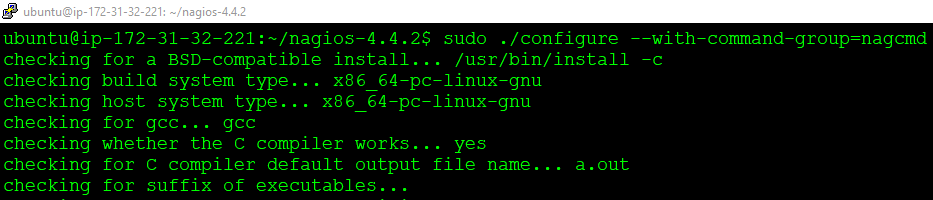 ubuntu@ip-172-31-32-221: ~/nagios-4.4.2
ubuntu@ip-172-31-32-221:~/nagios-4.4.2$ sudo ./configure --with-command-group=nagcmd
checking for a BSD-compatible install... /usr/bin/install -c
checking build system type... x86_64-pc-linux-gnu
checking host system type... x86_64-pc-linux-gnu
checking for gcc... gcc
checking whether the C compiler works... yes
checking for C compiler default output file name... a.out
checking for suffix of executables...